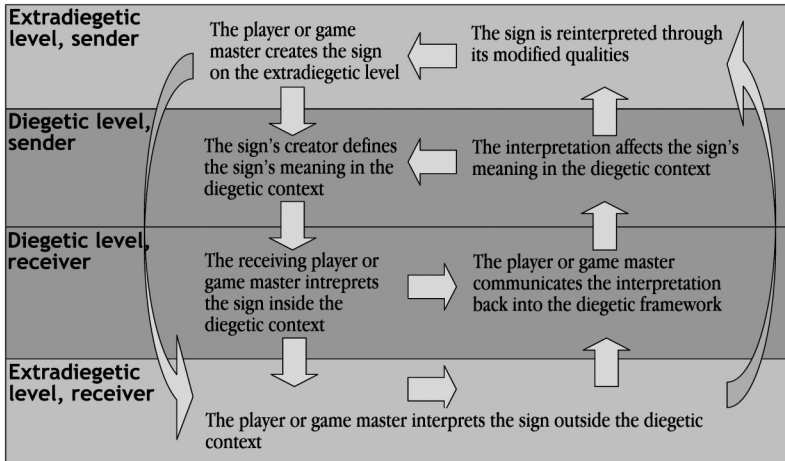 Extradiegetic
level, sender
The player or game
master creates the sign
on the extradiegetic level
The sign is reinterpreted through
its modified qualities
Diegetic level,
sender
The sign's creator defines
the sign's meaning in the
diegetic context
The interpretation affects the sign's
meaning in the diegetic context
Diegetic level,
receiver
The receiving player or
game master intreprets
the sign inside the
diegetic context
The player or game master
communicates the interpretation
back into the diegetic framework
Extradiegetic
level, receiver
The player or game master interprets the sign outside the diegetic
context